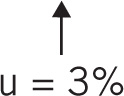 u = 3%